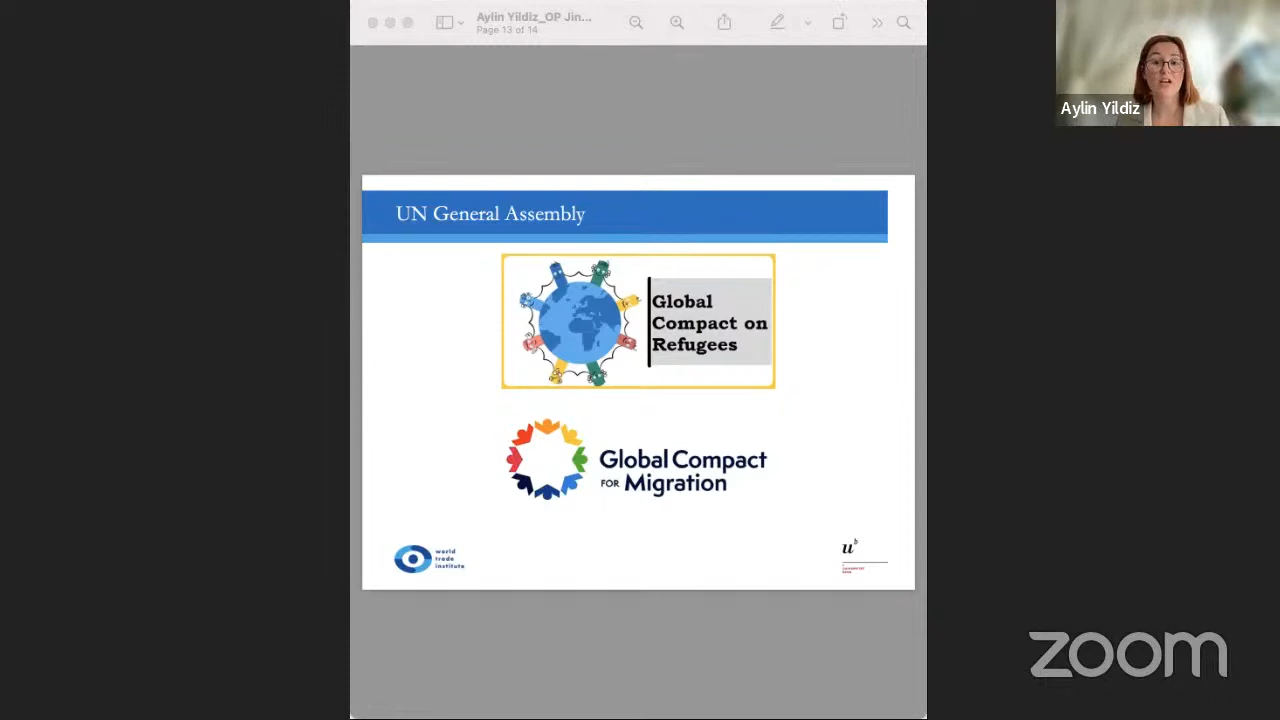 Aylin Yildiz_OP Jin...
Page 13 of 14
Aylin Yildiz
UN General Assembly
Global
Compact on
Refugees
Global Compact
FOR Migration
world
trade
institute
u
b
zoom